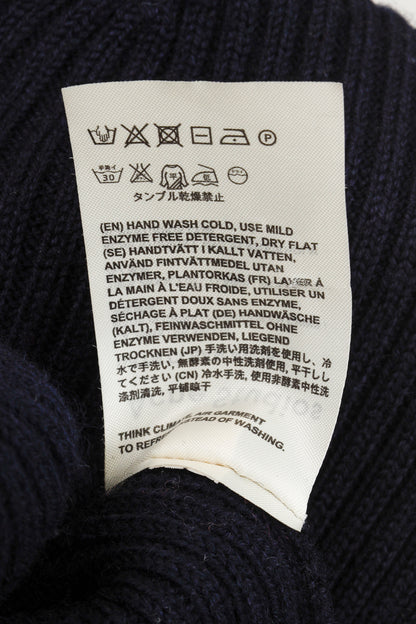 P
手洗イ
30
平
低
タンブル乾燥禁止
(EN) HAND WASH COLD, USE MILD
ENZYME FREE DETERGENT, DRY FLAT
(SE) HANDTVÄTT I KALLT VATTEN,
ANVÄND FINTVÄTTMEDEL UTAN
ENZYMER, PLANTORKAS (FR) LAVER À
LA MAIN À L'EAU FROIDE, UTILISER UN
DÉTERGENT DOUX SANS ENZYME,
SÉCHAGE À PLAT (DE) HANDWÄSCHE
(KALT), FEINWASCHMITTEL OHNE
ENZYME VERWENDEN, LIEGEND
TROCKNEN (JP) 手洗い用洗剤を使用し、冷
水で手洗い, 無酵素の中性洗剤を使用, 平干しし
てください (CN) 冷水手洗, 使用非酵素中性洗
涤剂清洗, 平铺晾干
THINK CLIMATE, AIR GARMENT
TO REFRESH INSTEAD OF WASHING.